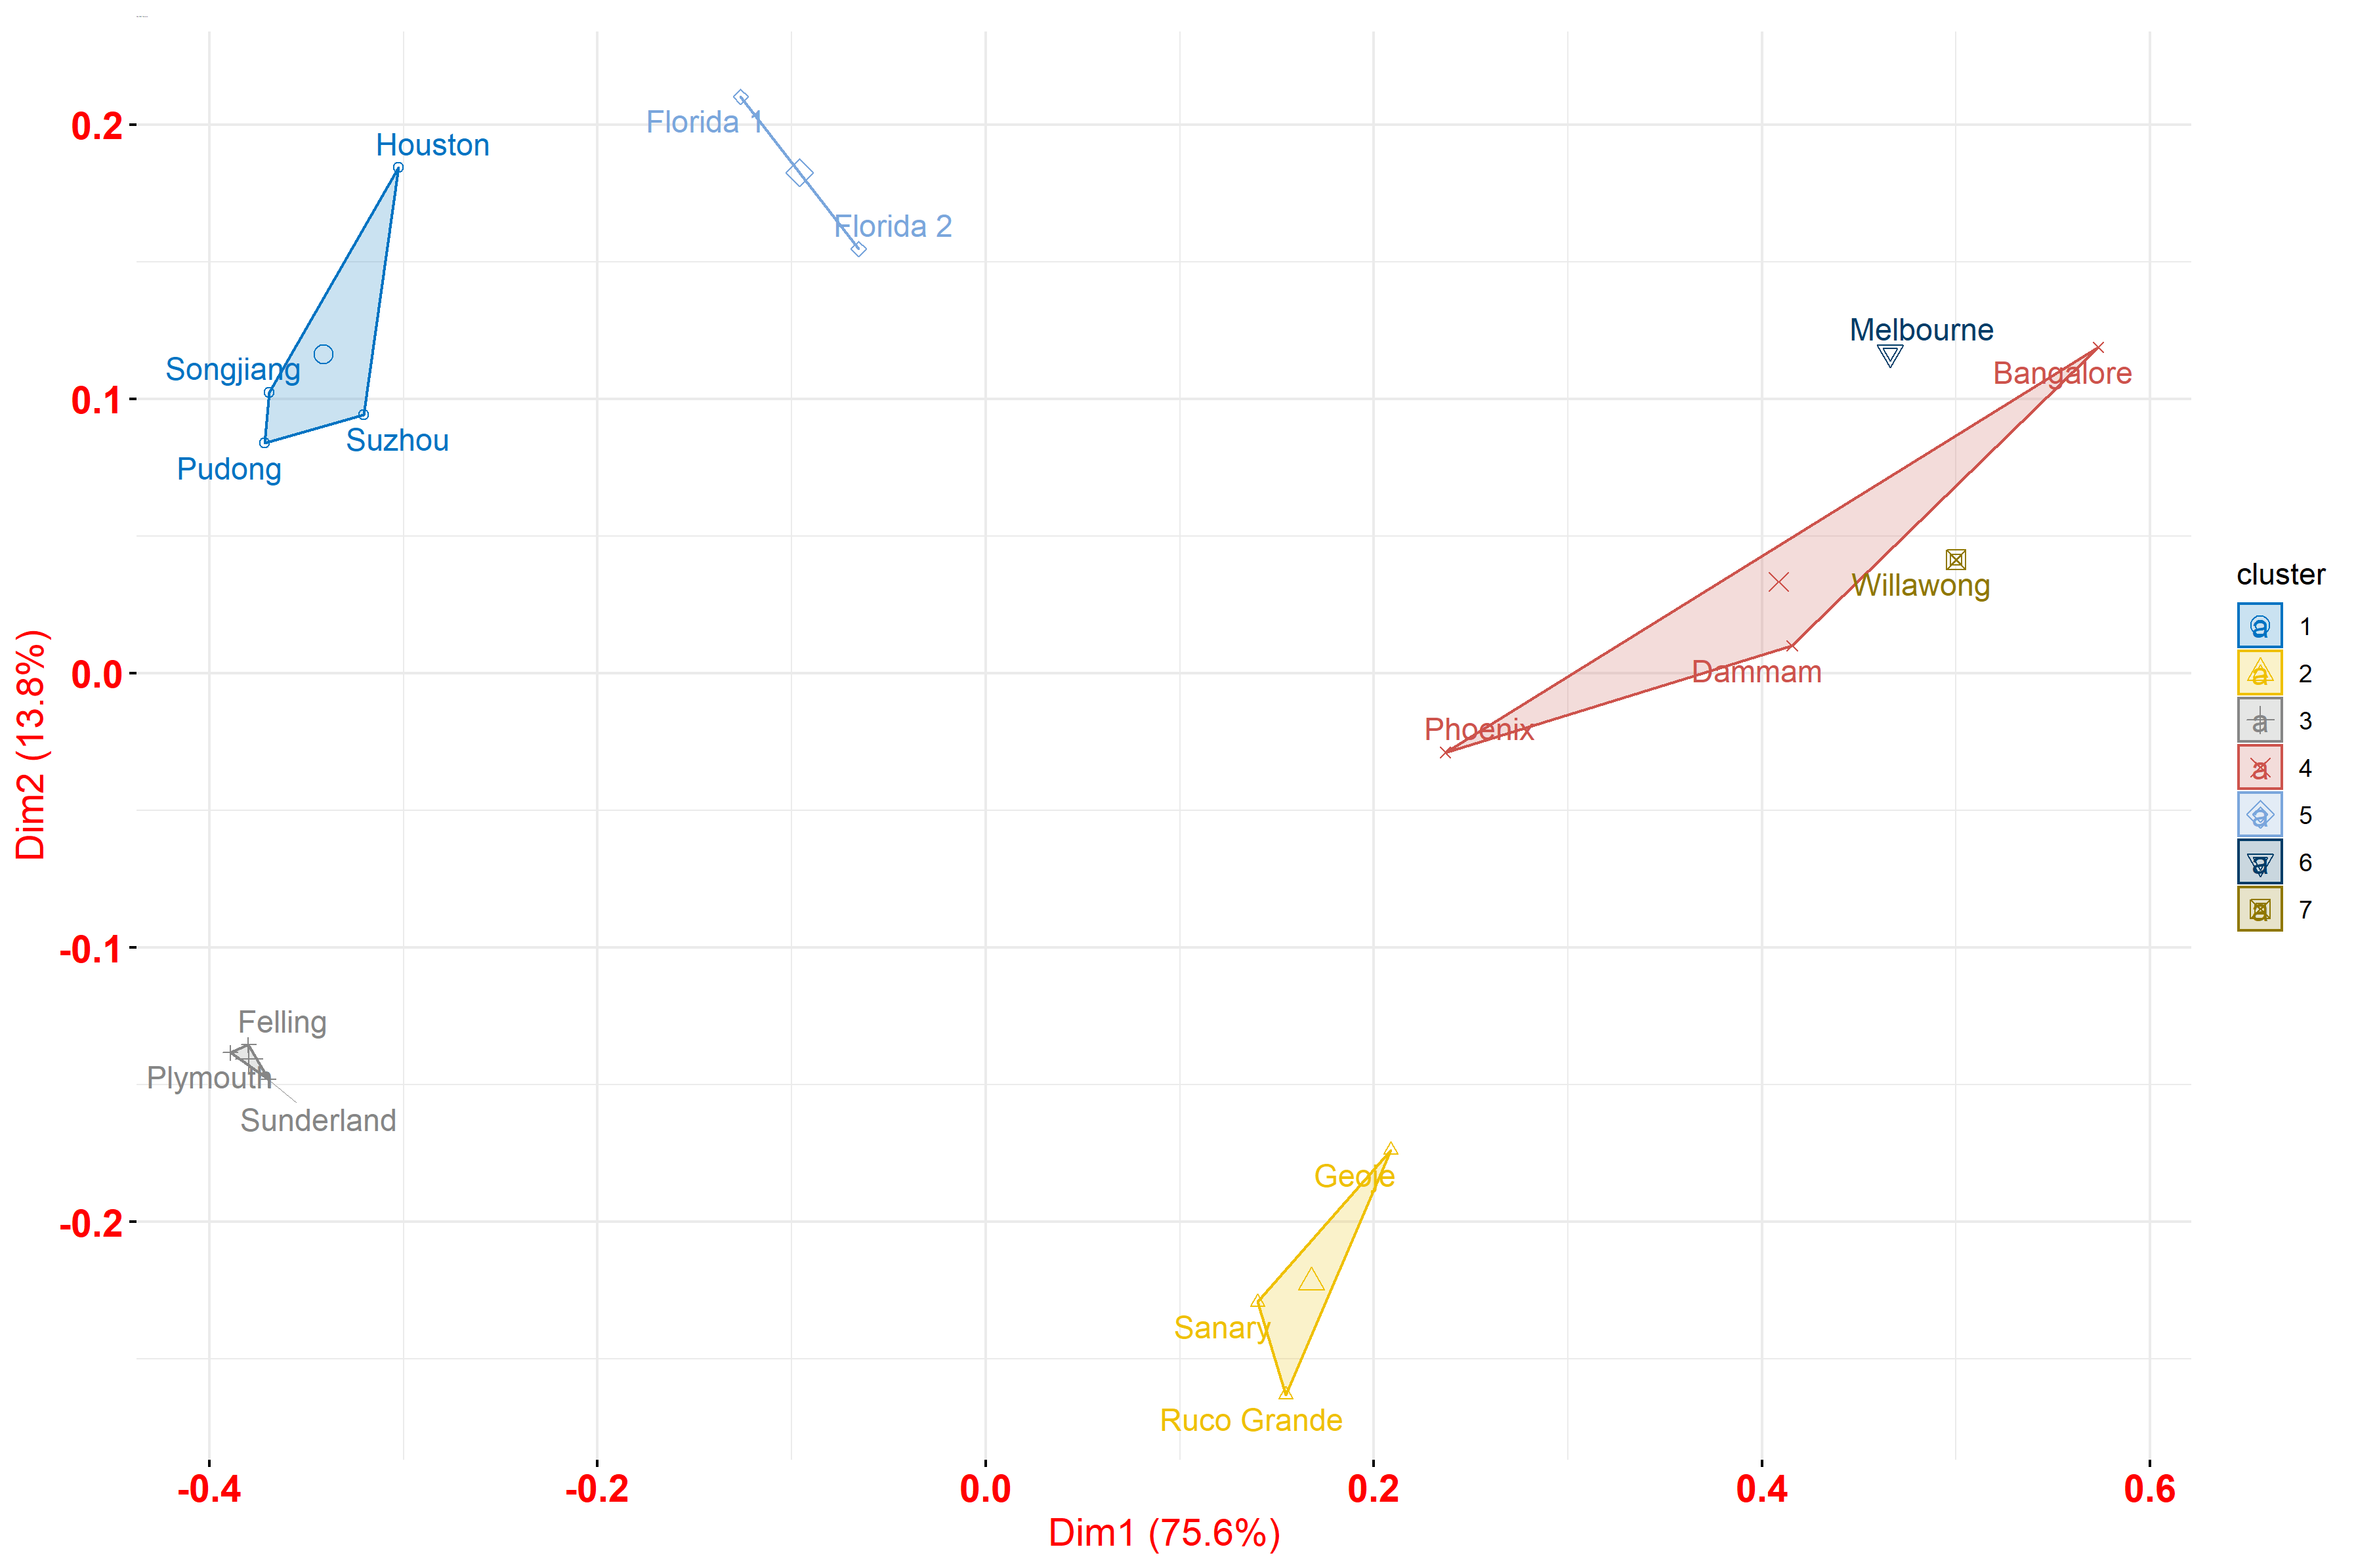 0.2
0.1
0.0
-0.1
-0.2
Dim2 (13.8%)
Florida 1
Houston
Florida 2
Melbourne
Songjiang
Bangalore
Suzhou
Pudong
Willawong
Dammam
Phoenix
Felling
Plymouth
Sunderland
Geoje
Sanary
Ruco Grande
-0.4
-0.2
0.0
0.2
0.4
0.6
Dim1 (75.6%)
cluster
a 1
a 2
a 3
a 4
a 5
a 6
a 7